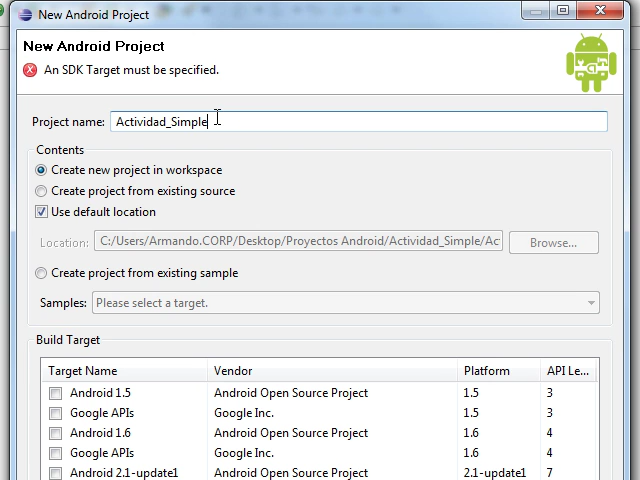 New Android Project
New Android Project
An SDK Target must be specified.
Project name: Actividad_Simple
Contents
Create new project in workspace
Create project from existing source
Use default location
Location: C:/Users/Armando.CORP/Desktop/Proyectos Android/Actividad_Simple/Ac Browse...
Create project from existing sample
Samples: Please select a target.
Build Target
Target Name Vendor Platform API Le...
Android 1.5 Android Open Source Project 1.5 3
Google APIs Google Inc. 1.5 3
Android 1.6 Android Open Source Project 1.6 4
Google APIs Google Inc. 1.6 4
Android 2.1-update1 Android Open Source Project 2.1-update1 7